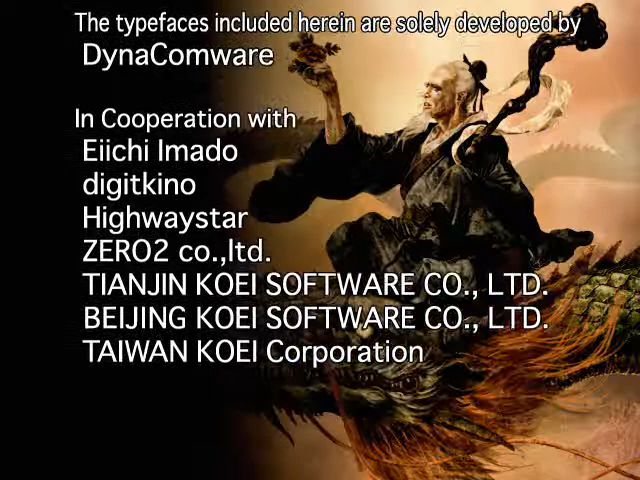 The typefaces included herein are solely developed by
DynaComware
In Cooperation with
Eiichi Imado
digitkino
Highwaystar
ZERO2 co.,ltd.
TIANJIN KOEI SOFTWARE CO., LTD.
BEIJING KOEI SOFTWARE CO., LTD.
TAIWAN KOEI Corporation